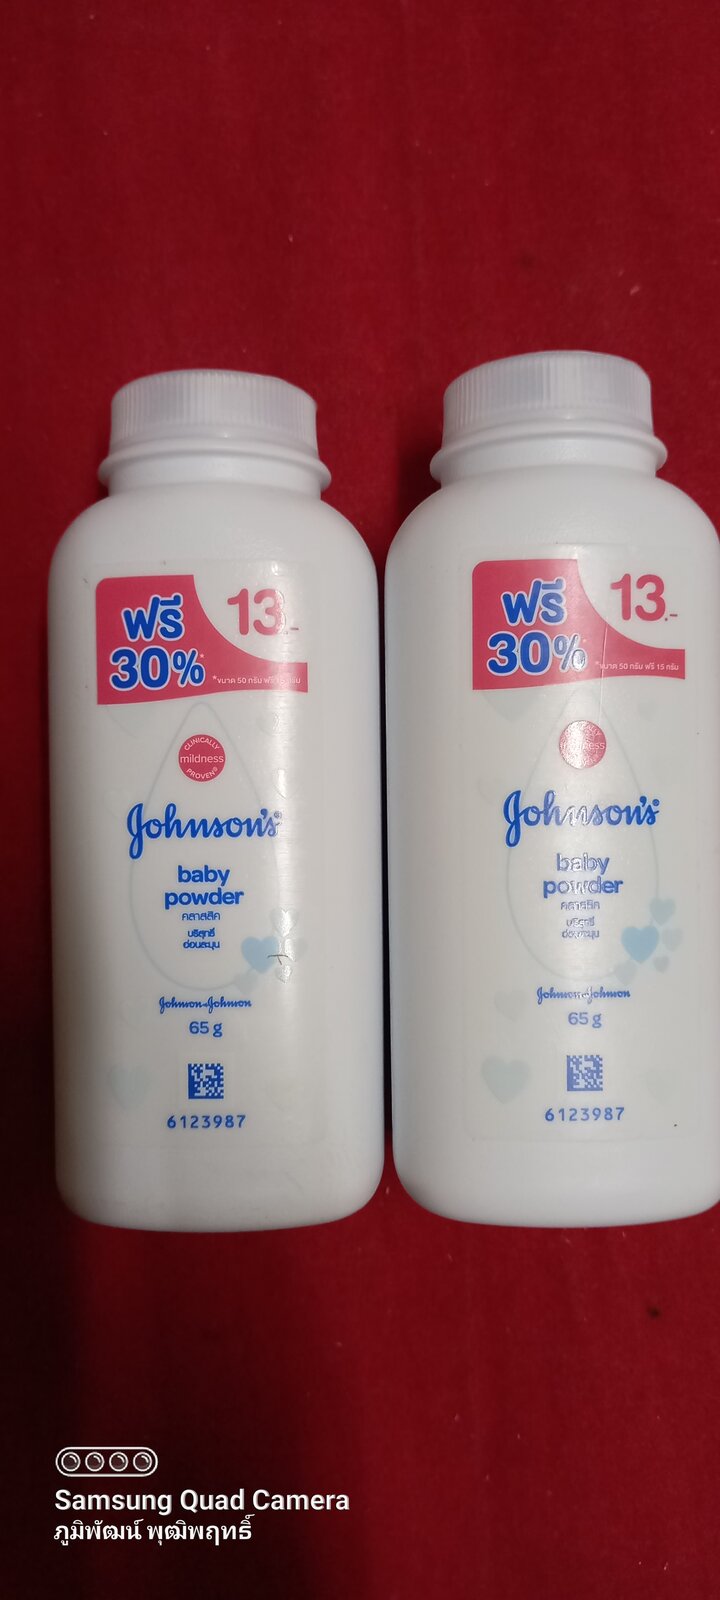 ฟรี
30%*
13.-
*ขนาด 50 กรัม ฟรี 15 กรัม
CLINICALLY
mildness
PROVEN®
Johnson's®
baby
powder
คลาสสิค
บริสุทธิ์
อ่อนละมุน
Johnson & Johnson
65 g
6123987
ฟรี
30%*
13.-
*ขนาด 50 กรัม ฟรี 15 กรัม
mildness
Johnson's®
baby
powder
คลาสสิค
บริสุทธิ์
อ่อนละมุน
Johnson & Johnson
65 g
6123987
Samsung Quad Camera
ภูมิพัฒน์ พุฒิพฤทธิ์